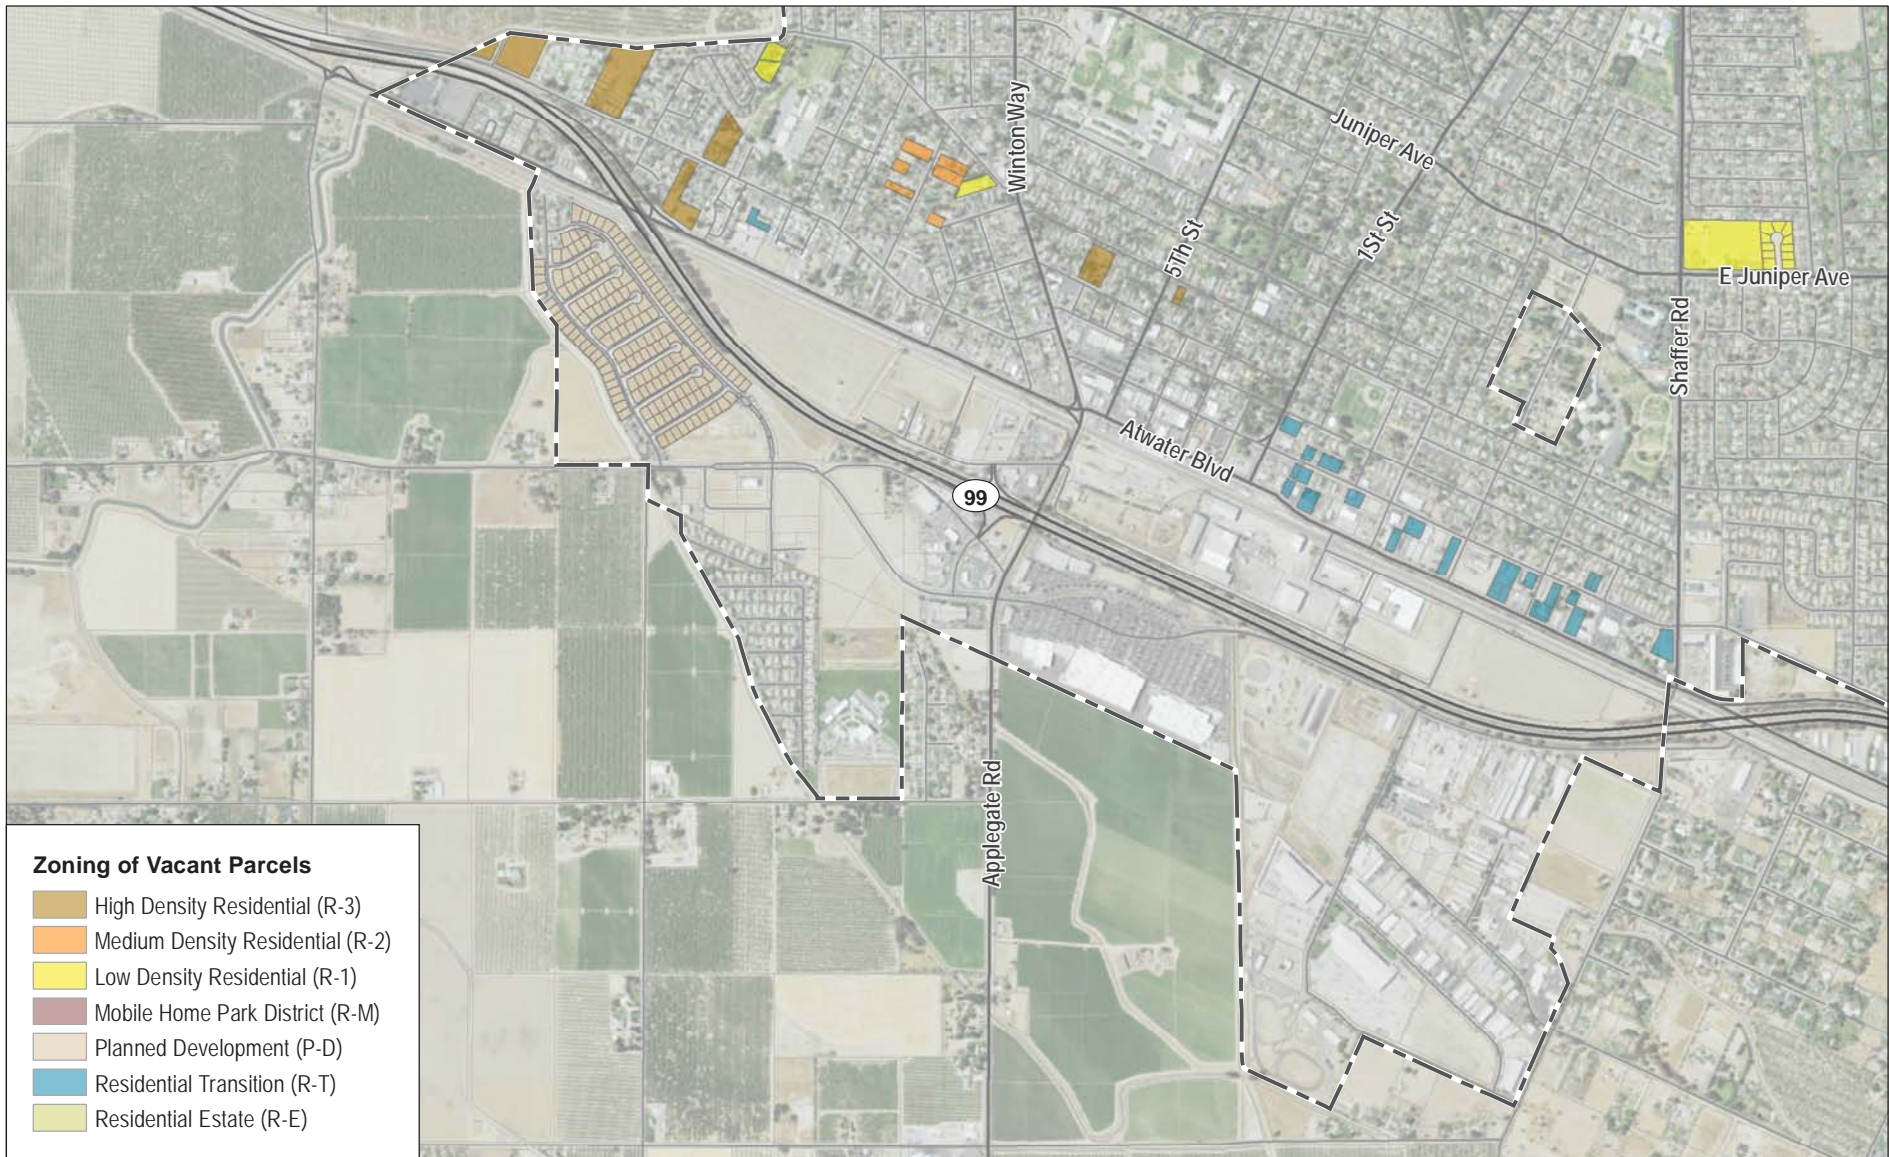 Winton Way
Juniper Ave
5Th St
1St St
E Juniper Ave
Shaffer Rd
Atwater Blvd
99
Applegate Rd
Zoning of Vacant Parcels
High Density Residential (R-3)
Medium Density Residential (R-2)
Low Density Residential (R-1)
Mobile Home Park District (R-M)
Planned Development (P-D)
Residential Transition (R-T)
Residential Estate (R-E)